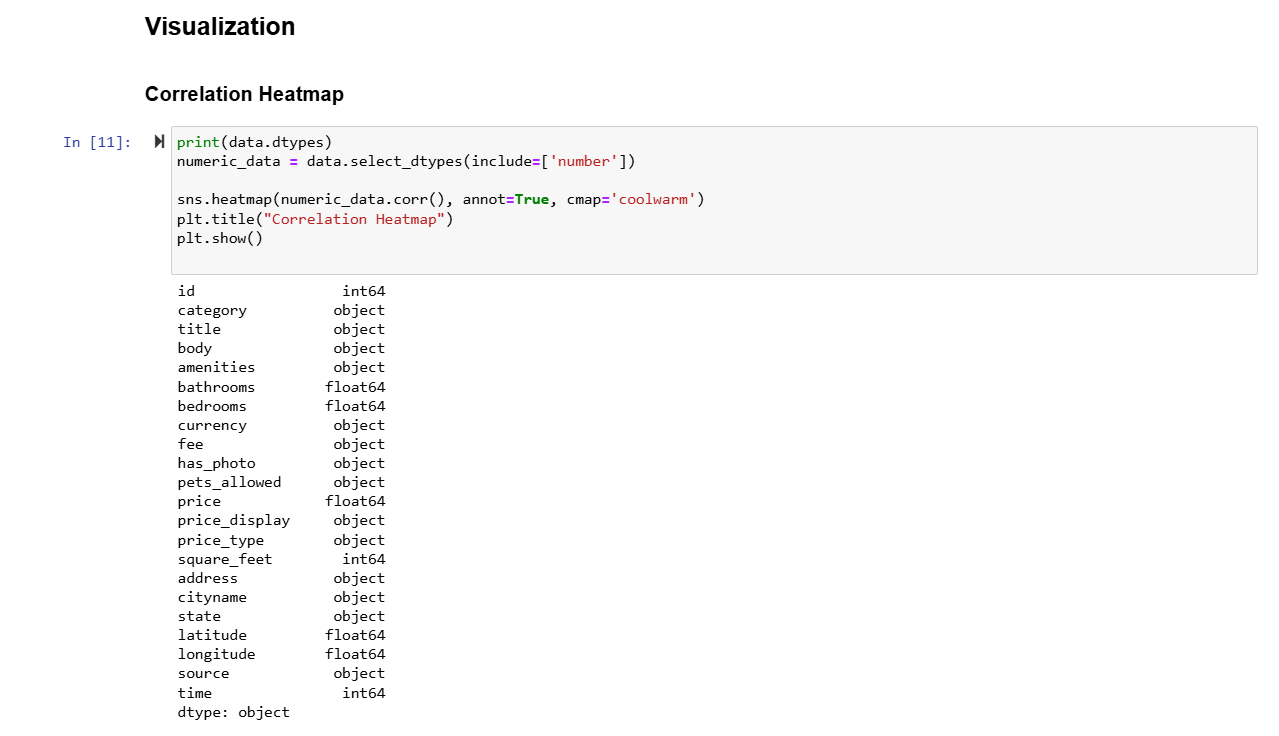 Visualization
Correlation Heatmap
In [11]:
print(data.dtypes)
numeric_data = data.select_dtypes(include=['number'])
sns.heatmap(numeric_data.corr(), annot=True, cmap='coolwarm')
plt.title("Correlation Heatmap")
plt.show()
id                 int64
category          object
title             object
body              object
amenities         object
bathrooms        float64
bedrooms         float64
currency          object
fee               object
has_photo         object
pets_allowed      object
price            float64
price_display     object
price_type        object
square_feet        int64
address           object
cityname          object
state             object
latitude         float64
longitude        float64
source            object
time               int64
dtype: object